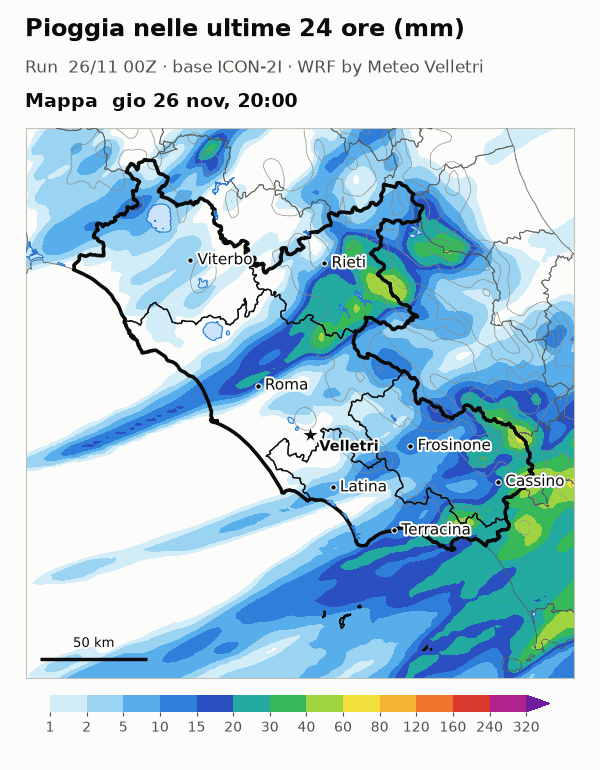 Pioggia nelle ultime 24 ore (mm)
Run  26/11 00Z · base ICON-2I · WRF by Meteo Velletri
Mappa  gio 26 nov, 20:00
Viterbo
Rieti
Roma
Velletri
Frosinone
Latina
Cassino
Terracina
50 km
1 2 5 10 15 20 30 40 60 80 120 160 240 320